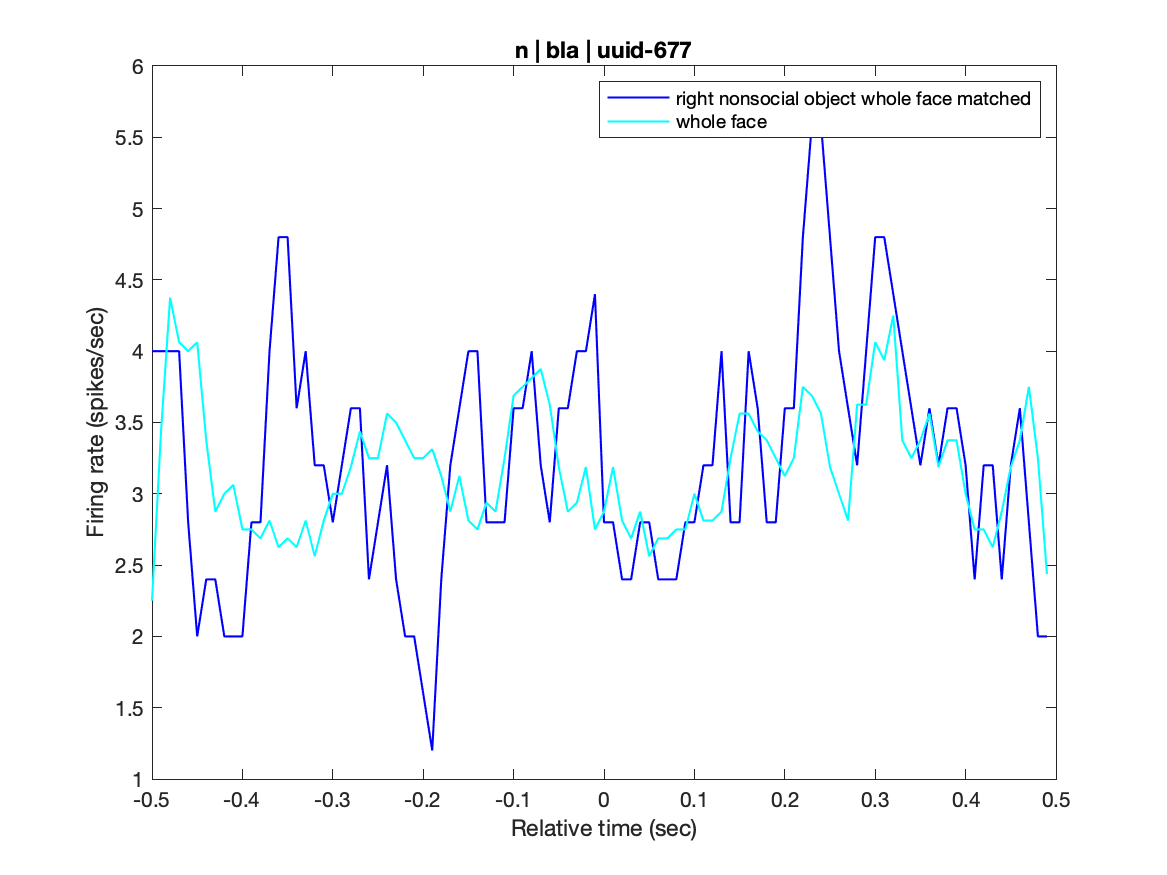 n | bla | uuid-677
right nonsocial object whole face matched
whole face
6
5.5
5
4.5
4
3.5
3
2.5
2
1.5
1
Firing rate (spikes/sec)
-0.5 -0.4 -0.3 -0.2 -0.1 0 0.1 0.2 0.3 0.4 0.5
Relative time (sec)